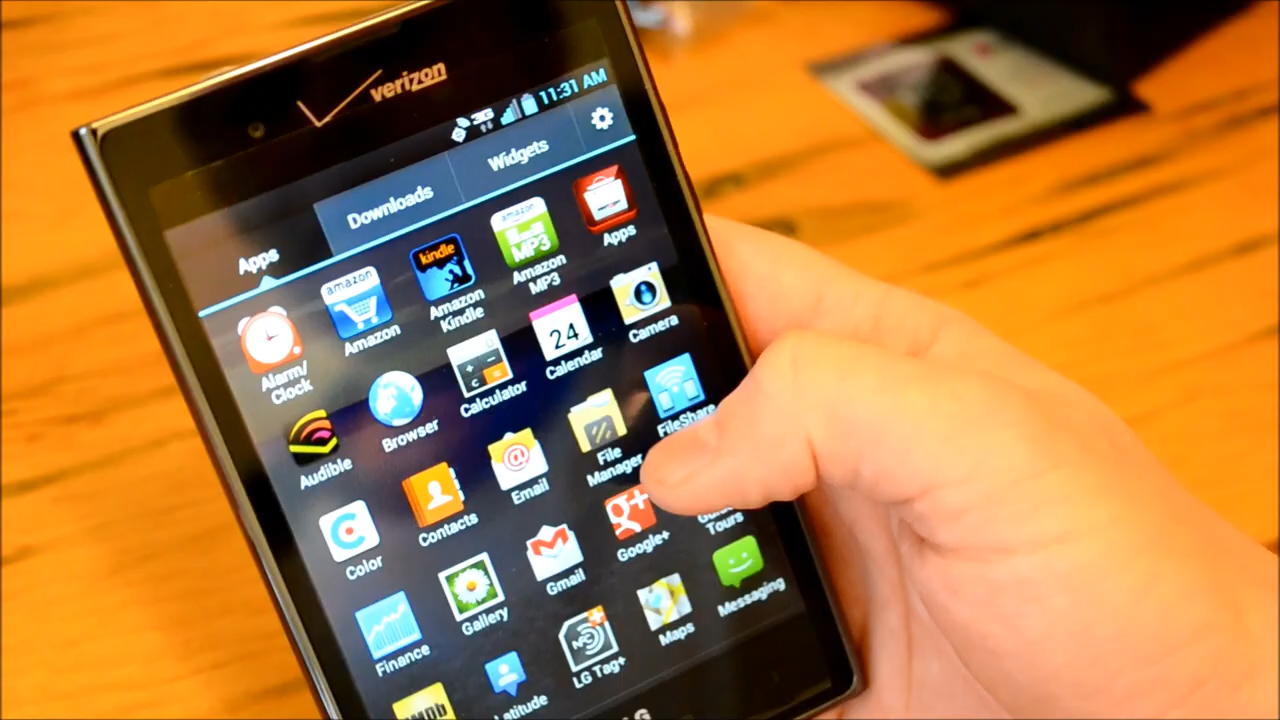 verizon
3G 11:31 AM
Apps Downloads Widgets
Alarm/
Clock
amazon
Amazon
kindle
Amazon
Kindle
amazon
MP3
Amazon
MP3
Apps
Audible
Browser
Calculator
24
Calendar
Camera
Color
Contacts
@
Email
File
Manager
FileShare
Finance
Gallery
Gmail
g+
Google+
Tours
Latitude
NFC
LG Tag+
Maps
Messaging
LG